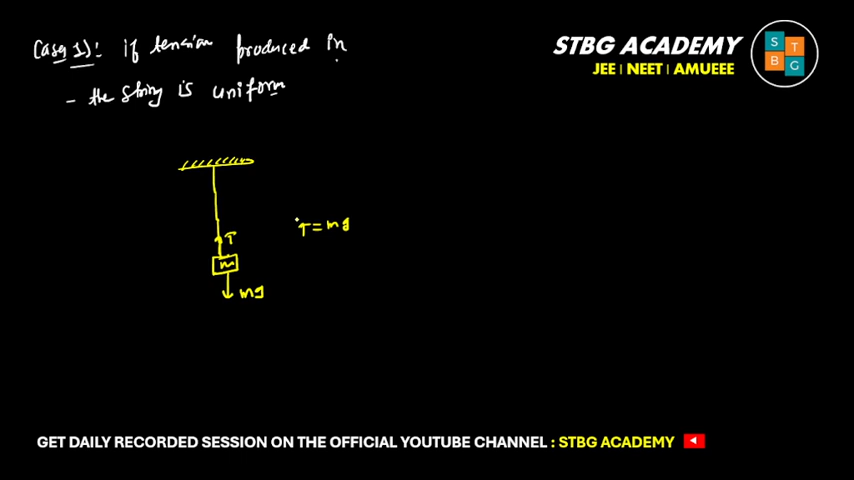 Case 1): if tension produced in
- the string is uniform
STBG ACADEMY
JEE | NEET | AMUEEE
S T
B G
T
T = mg
m
mg
GET DAILY RECORDED SESSION ON THE OFFICIAL YOUTUBE CHANNEL : STBG ACADEMY